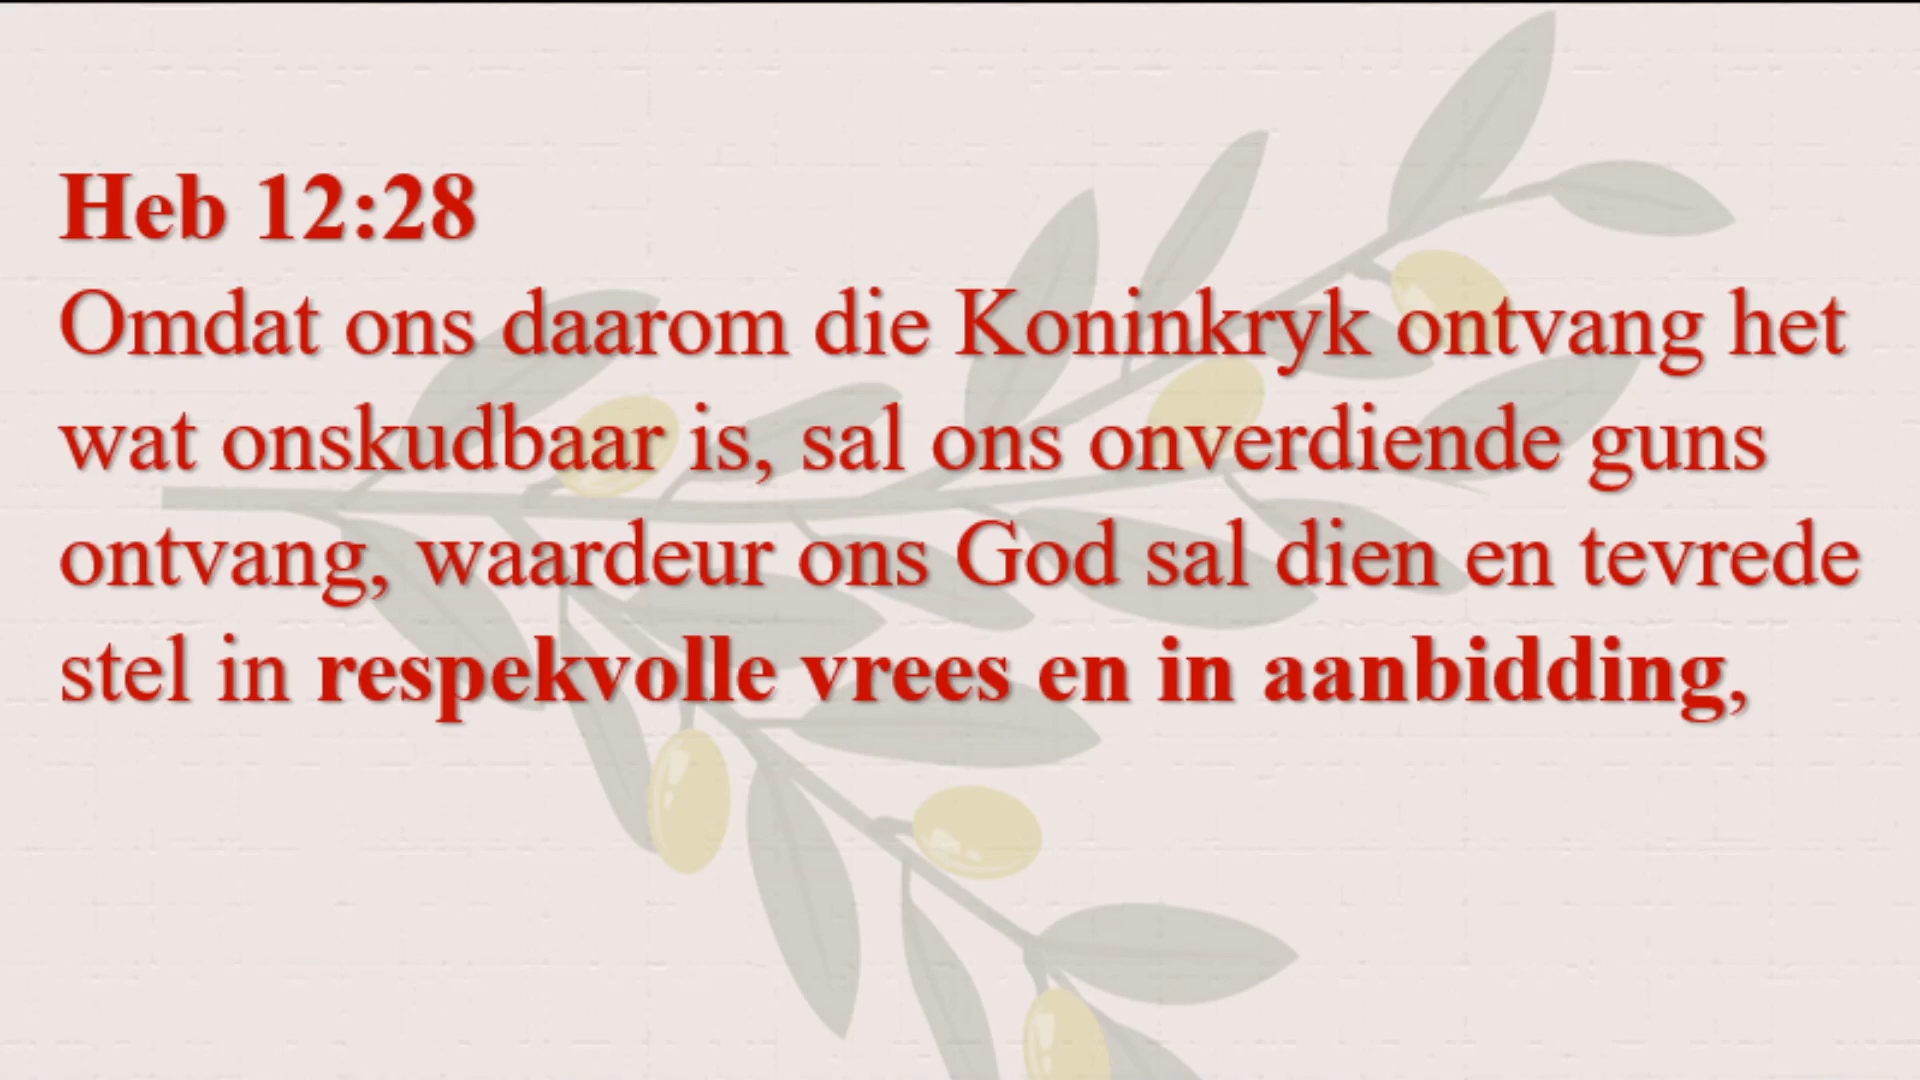 Heb 12:28
Omdat ons daarom die Koninkryk ontvang het
wat onskudbaar is, sal ons onverdiende guns
ontvang, waardeur ons God sal dien en tevrede
stel in respekvolle vrees en in aanbidding,